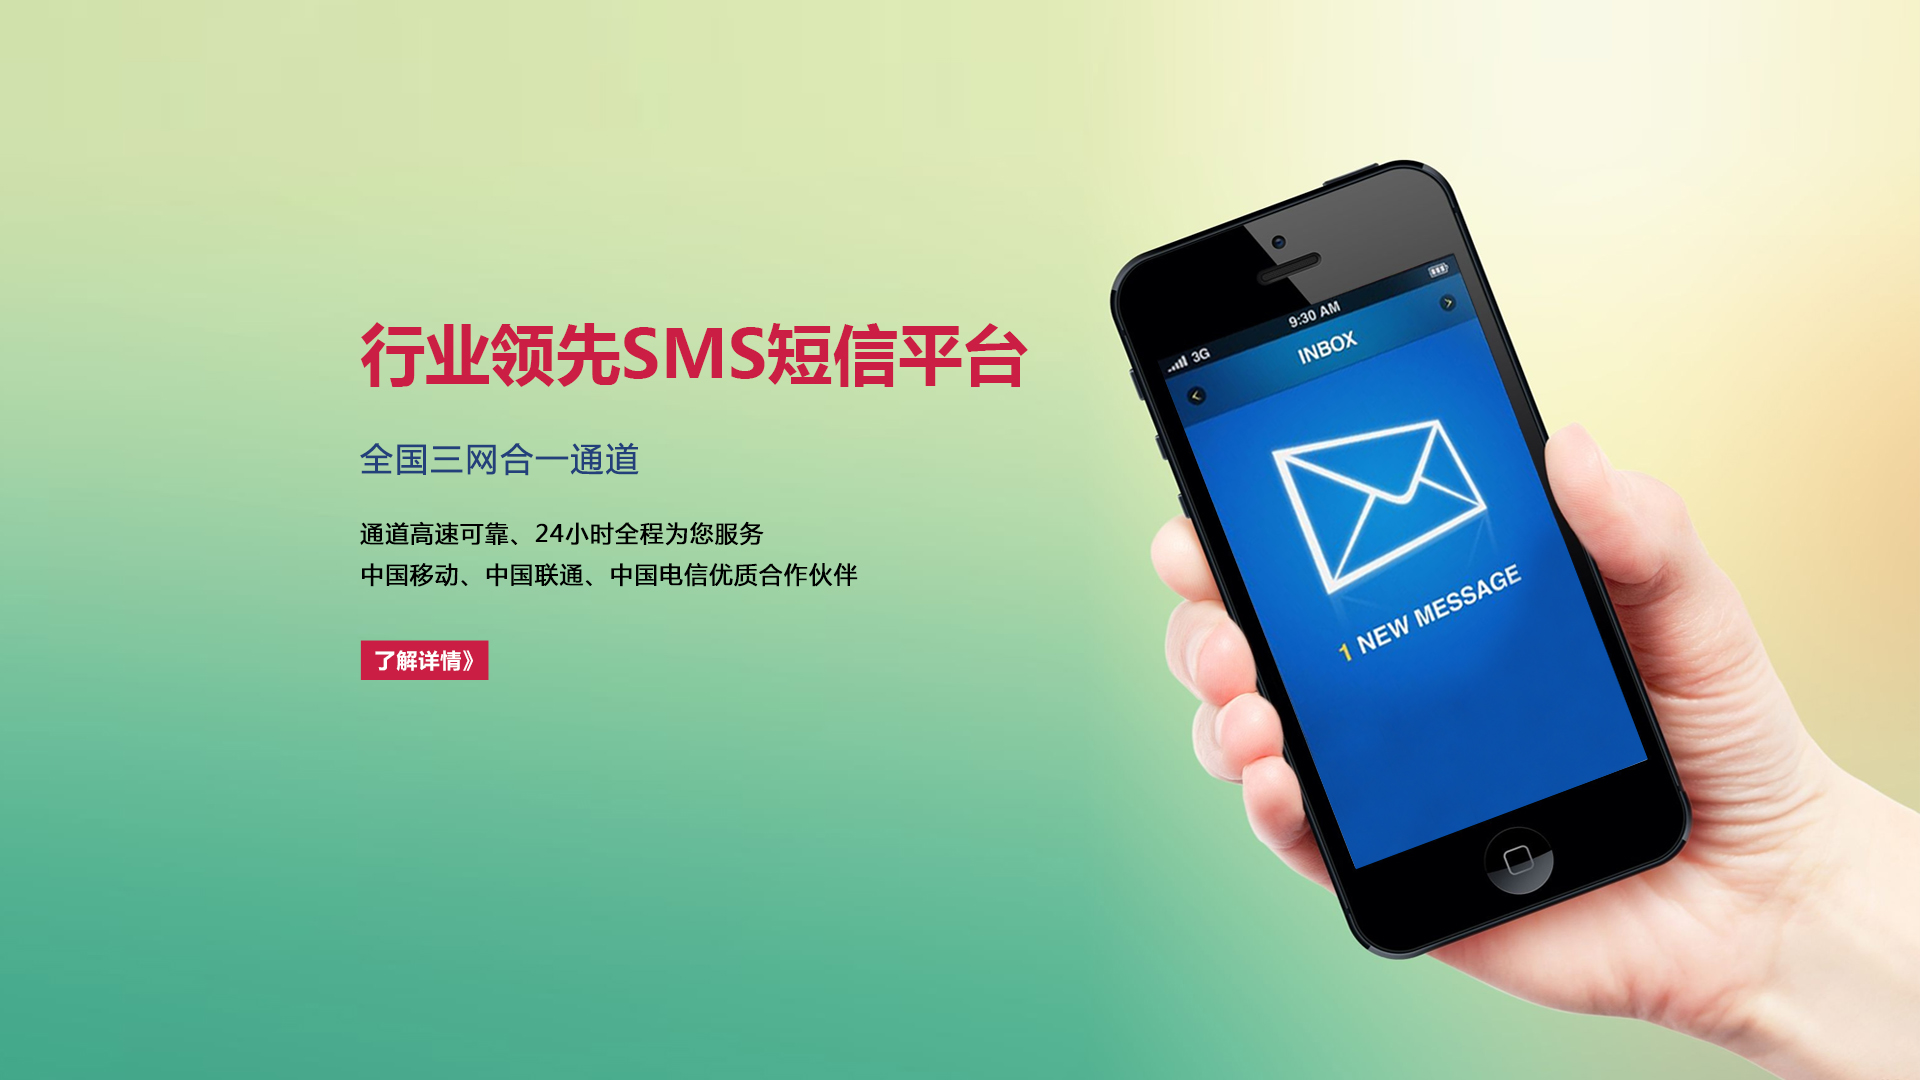 行业领先SMS短信平台
全国三网合一通道
通道高速可靠、24小时全程为您服务
中国移动、中国联通、中国电信优质合作伙伴
了解详情》
3G 9:30 AM
INBOX
1 NEW MESSAGE